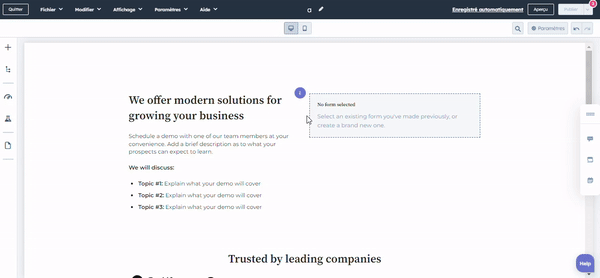 Quitter Fichier Modifier Affichage Paramètres Aide a Enregistré automatiquement Aperçu
Paramètres
We offer modern solutions for
growing your business
Schedule a demo with one of our team members at your
convenience. Add a brief description as to what your
prospects can expect to learn.
We will discuss:
Topic #1: Explain what your demo will cover
Topic #2: Explain what your demo will cover
Topic #3: Explain what your demo will cover
i
No form selected
Select an existing form you've made previously, or
create a brand new one.
Trusted by leading companies
Help